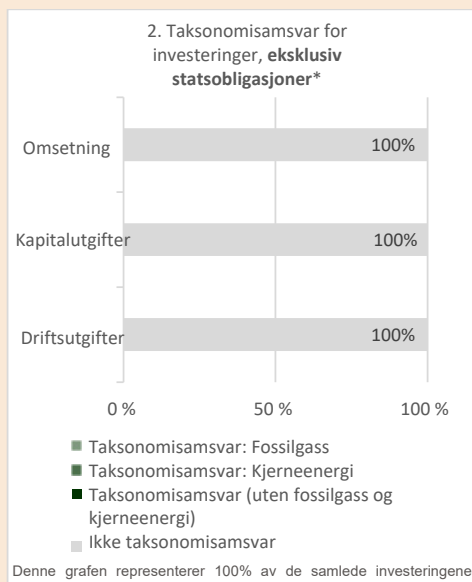 2. Taksonomisamsvar for
investeringer, eksklusiv
statsobligasjoner*
Omsetning
100%
Kapitalutgifter
100%
Driftsutgifter
100%
0 %
50 %
100 %
Taksonomisamsvar: Fossilgass
Taksonomisamsvar: Kjerneenergi
Taksonomisamsvar (uten fossilgass og
kjerneenergi)
Ikke taksonomisamsvar
Denne grafen representerer 100% av de samlede investeringene